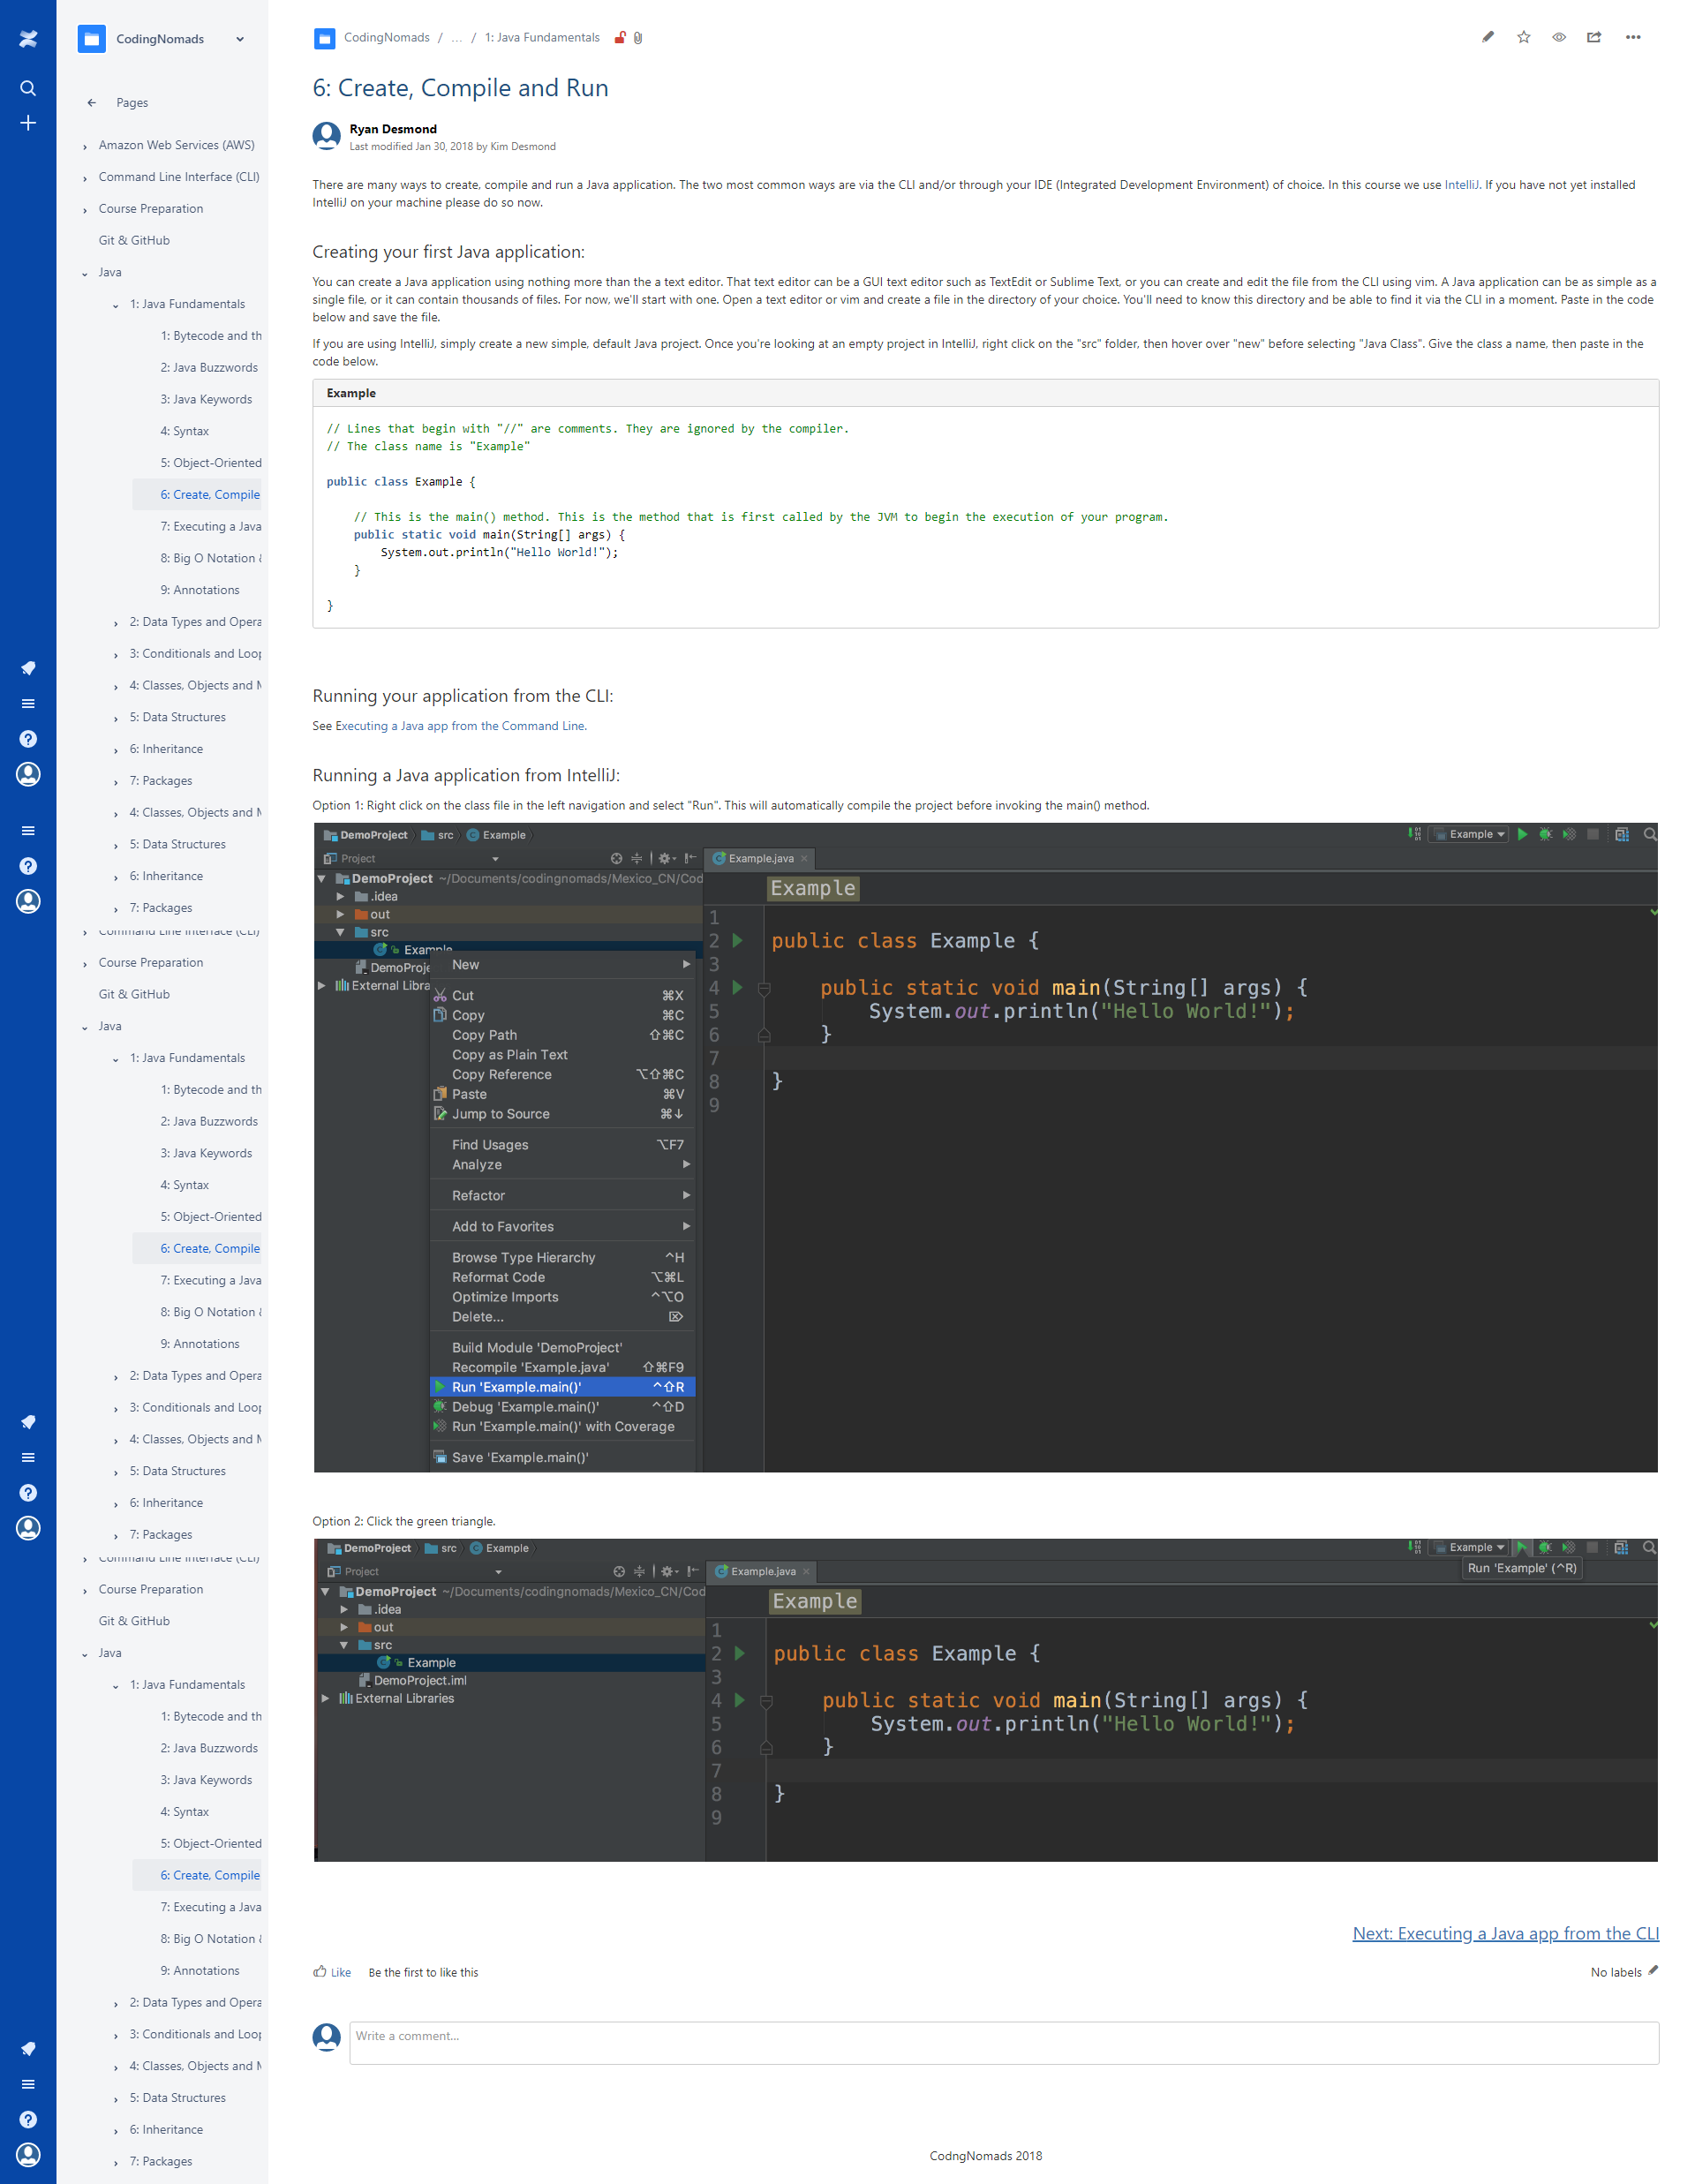 CodingNomads
Pages
Amazon Web Services (AWS)
Command Line Interface (CLI)
Course Preparation
Git & GitHub
Java
1: Java Fundamentals
1: Bytecode and th
2: Java Buzzwords
3: Java Keywords
4: Syntax
5: Object-Oriented
6: Create, Compile
7: Executing a Java
8: Big O Notation &
9: Annotations
2: Data Types and Opera
3: Conditionals and Loop
4: Classes, Objects and M
5: Data Structures
6: Inheritance
7: Packages
4: Classes, Objects and M
5: Data Structures
6: Inheritance
7: Packages
Command Line Interface (CLI)
Course Preparation
Git & GitHub
Java
1: Java Fundamentals
1: Bytecode and th
2: Java Buzzwords
3: Java Keywords
4: Syntax
5: Object-Oriented
6: Create, Compile
7: Executing a Java
8: Big O Notation &
9: Annotations
2: Data Types and Opera
3: Conditionals and Loop
4: Classes, Objects and M
5: Data Structures
6: Inheritance
7: Packages
Command Line Interface (CLI)
Course Preparation
Git & GitHub
Java
1: Java Fundamentals
1: Bytecode and th
2: Java Buzzwords
3: Java Keywords
4: Syntax
5: Object-Oriented
6: Create, Compile
7: Executing a Java
8: Big O Notation &
9: Annotations
2: Data Types and Opera
3: Conditionals and Loop
4: Classes, Objects and M
5: Data Structures
6: Inheritance
7: Packages
CodingNomads / ... / 1: Java Fundamentals
6: Create, Compile and Run
Ryan Desmond
Last modified Jan 30, 2018 by Kim Desmond
There are many ways to create, compile and run a Java application. The two most common ways are via the CLI and/or through your IDE (Integrated Development Environment) of choice. In this course we use IntelliJ. If you have not yet installed
IntelliJ on your machine please do so now.
Creating your first Java application:
You can create a Java application using nothing more than the a text editor. That text editor can be a GUI text editor such as TextEdit or Sublime Text, or you can create and edit the file from the CLI using vim. A Java application can be as simple as a
single file, or it can contain thousands of files. For now, we'll start with one. Open a text editor or vim and create a file in the directory of your choice. You'll need to know this directory and be able to find it via the CLI in a moment. Paste in the code
below and save the file.
If you are using IntelliJ, simply create a new simple, default Java project. Once you're looking at an empty project in IntelliJ, right click on the "src" folder, then hover over "new" before selecting "Java Class". Give the class a name, then paste in the
code below.
Example
// Lines that begin with "//" are comments. They are ignored by the compiler.
// The class name is "Example"
public class Example {
// This is the main() method. This is the method that is first called by the JVM to begin the execution of your program.
public static void main(String[] args) {
System.out.println("Hello World!");
}
}
Running your application from the CLI:
See Executing a Java app from the Command Line.
Running a Java application from IntelliJ:
Option 1: Right click on the class file in the left navigation and select "Run". This will automatically compile the project before invoking the main() method.
DemoProject src Example
Example
Project
Example.java
DemoProject ~/Documents/codingnomads/Mexico_CN/Cod
.idea
out
src
Example
DemoProje
External Libra
New
Cut ⌘X
Copy ⌘C
Copy Path ⇧⌘C
Copy as Plain Text
Copy Reference ⌥⇧⌘C
Paste ⌘V
Jump to Source ⌘↓
Find Usages ⌥F7
Analyze
Refactor
Add to Favorites
Browse Type Hierarchy ^H
Reformat Code ⌥⌘L
Optimize Imports ^⌥O
Delete... ⌦
Build Module 'DemoProject'
Recompile 'Example.java' ⇧⌘F9
Run 'Example.main()' ^⇧R
Debug 'Example.main()' ^⇧D
Run 'Example.main()' with Coverage
Save 'Example.main()'
Example
1
2 public class Example {
3
4 public static void main(String[] args) {
5 System.out.println("Hello World!");
6 }
7
8 }
9
Option 2: Click the green triangle.
DemoProject src Example
Example
Run 'Example' (^R)
Project
Example.java
DemoProject ~/Documents/codingnomads/Mexico_CN/Cod
.idea
out
src
Example
DemoProject.iml
External Libraries
Example
1
2 public class Example {
3
4 public static void main(String[] args) {
5 System.out.println("Hello World!");
6 }
7
8 }
9
Next: Executing a Java app from the CLI
Like Be the first to like this
No labels
Write a comment...
CodngNomads 2018